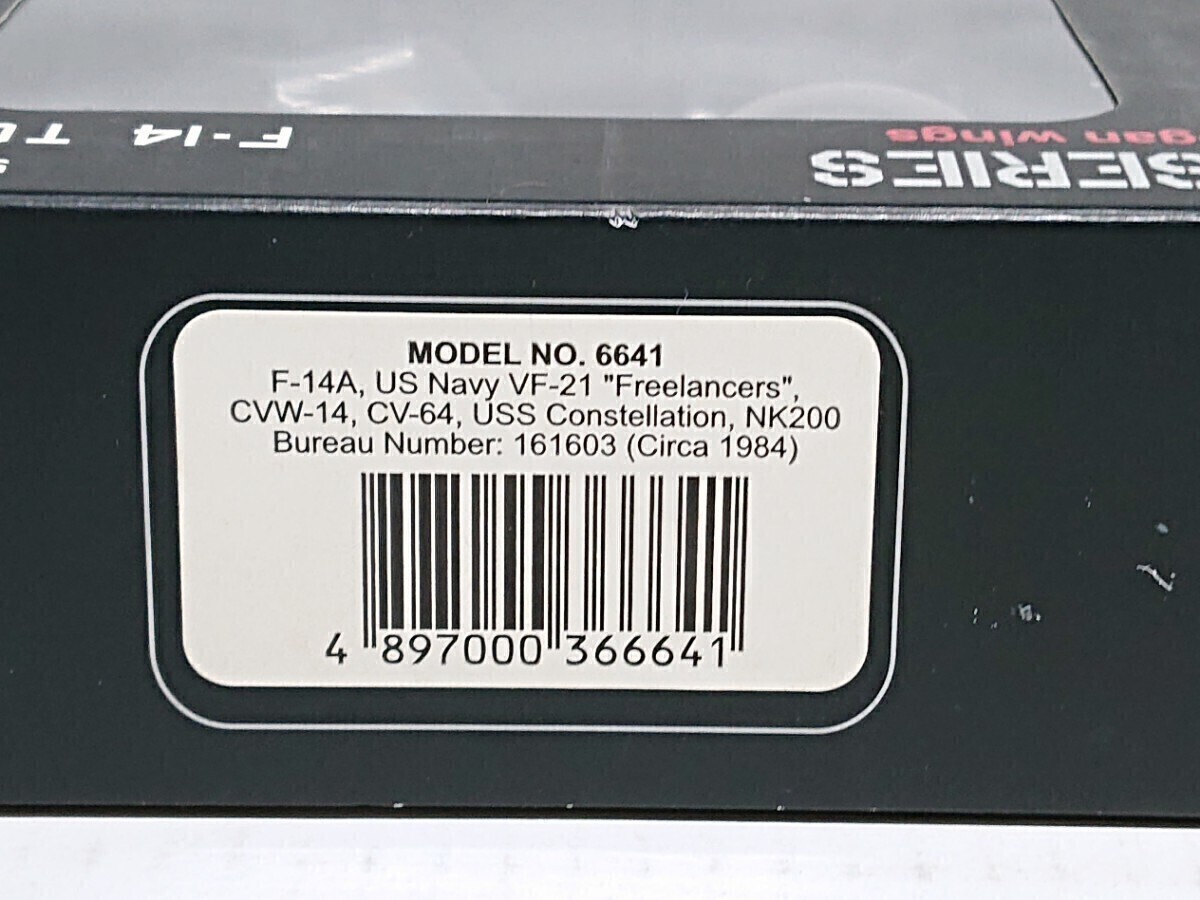 F-14 T
gan wings
SERIES
MODEL NO. 6641
F-14A, US Navy VF-21 "Freelancers",
CVW-14, CV-64, USS Constellation, NK200
Bureau Number: 161603 (Circa 1984)
4 897000 366641